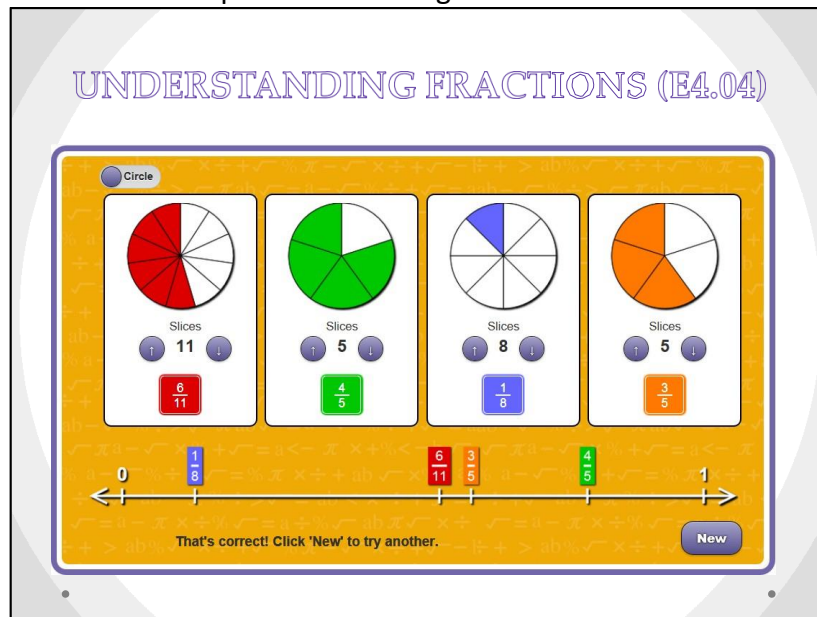 UNDERSTANDING FRACTIONS (E4.04)
Circle
Slices
↑ 11 ↓
6/11
Slices
↑ 5 ↓
4/5
Slices
↑ 8 ↓
1/8
Slices
↑ 5 ↓
3/5
0 1/8 6/11 3/5 4/5 1
That's correct! Click 'New' to try another.
New